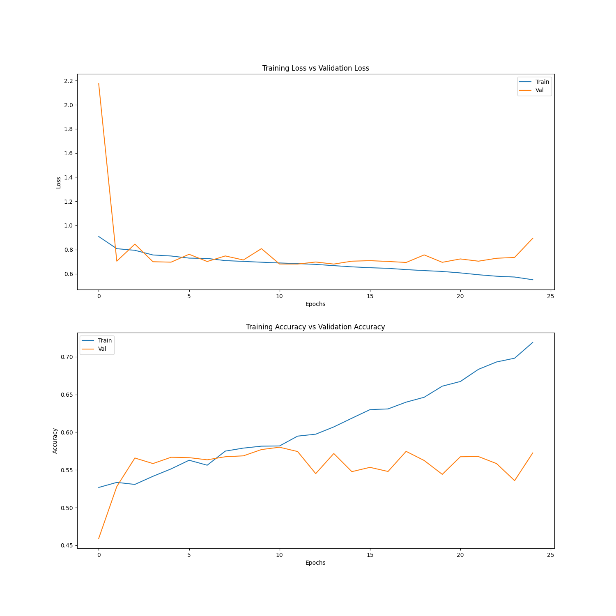 Training Loss vs Validation Loss
2.2
2.0
1.8
1.6
1.4
1.2
1.0
0.8
0.6
Loss
Train
Val
0 5 10 15 20 25
Epochs
Training Accuracy vs Validation Accuracy
Train
Val
0.70
0.65
0.60
0.55
0.50
0.45
Accuracy
0 5 10 15 20 25
Epochs